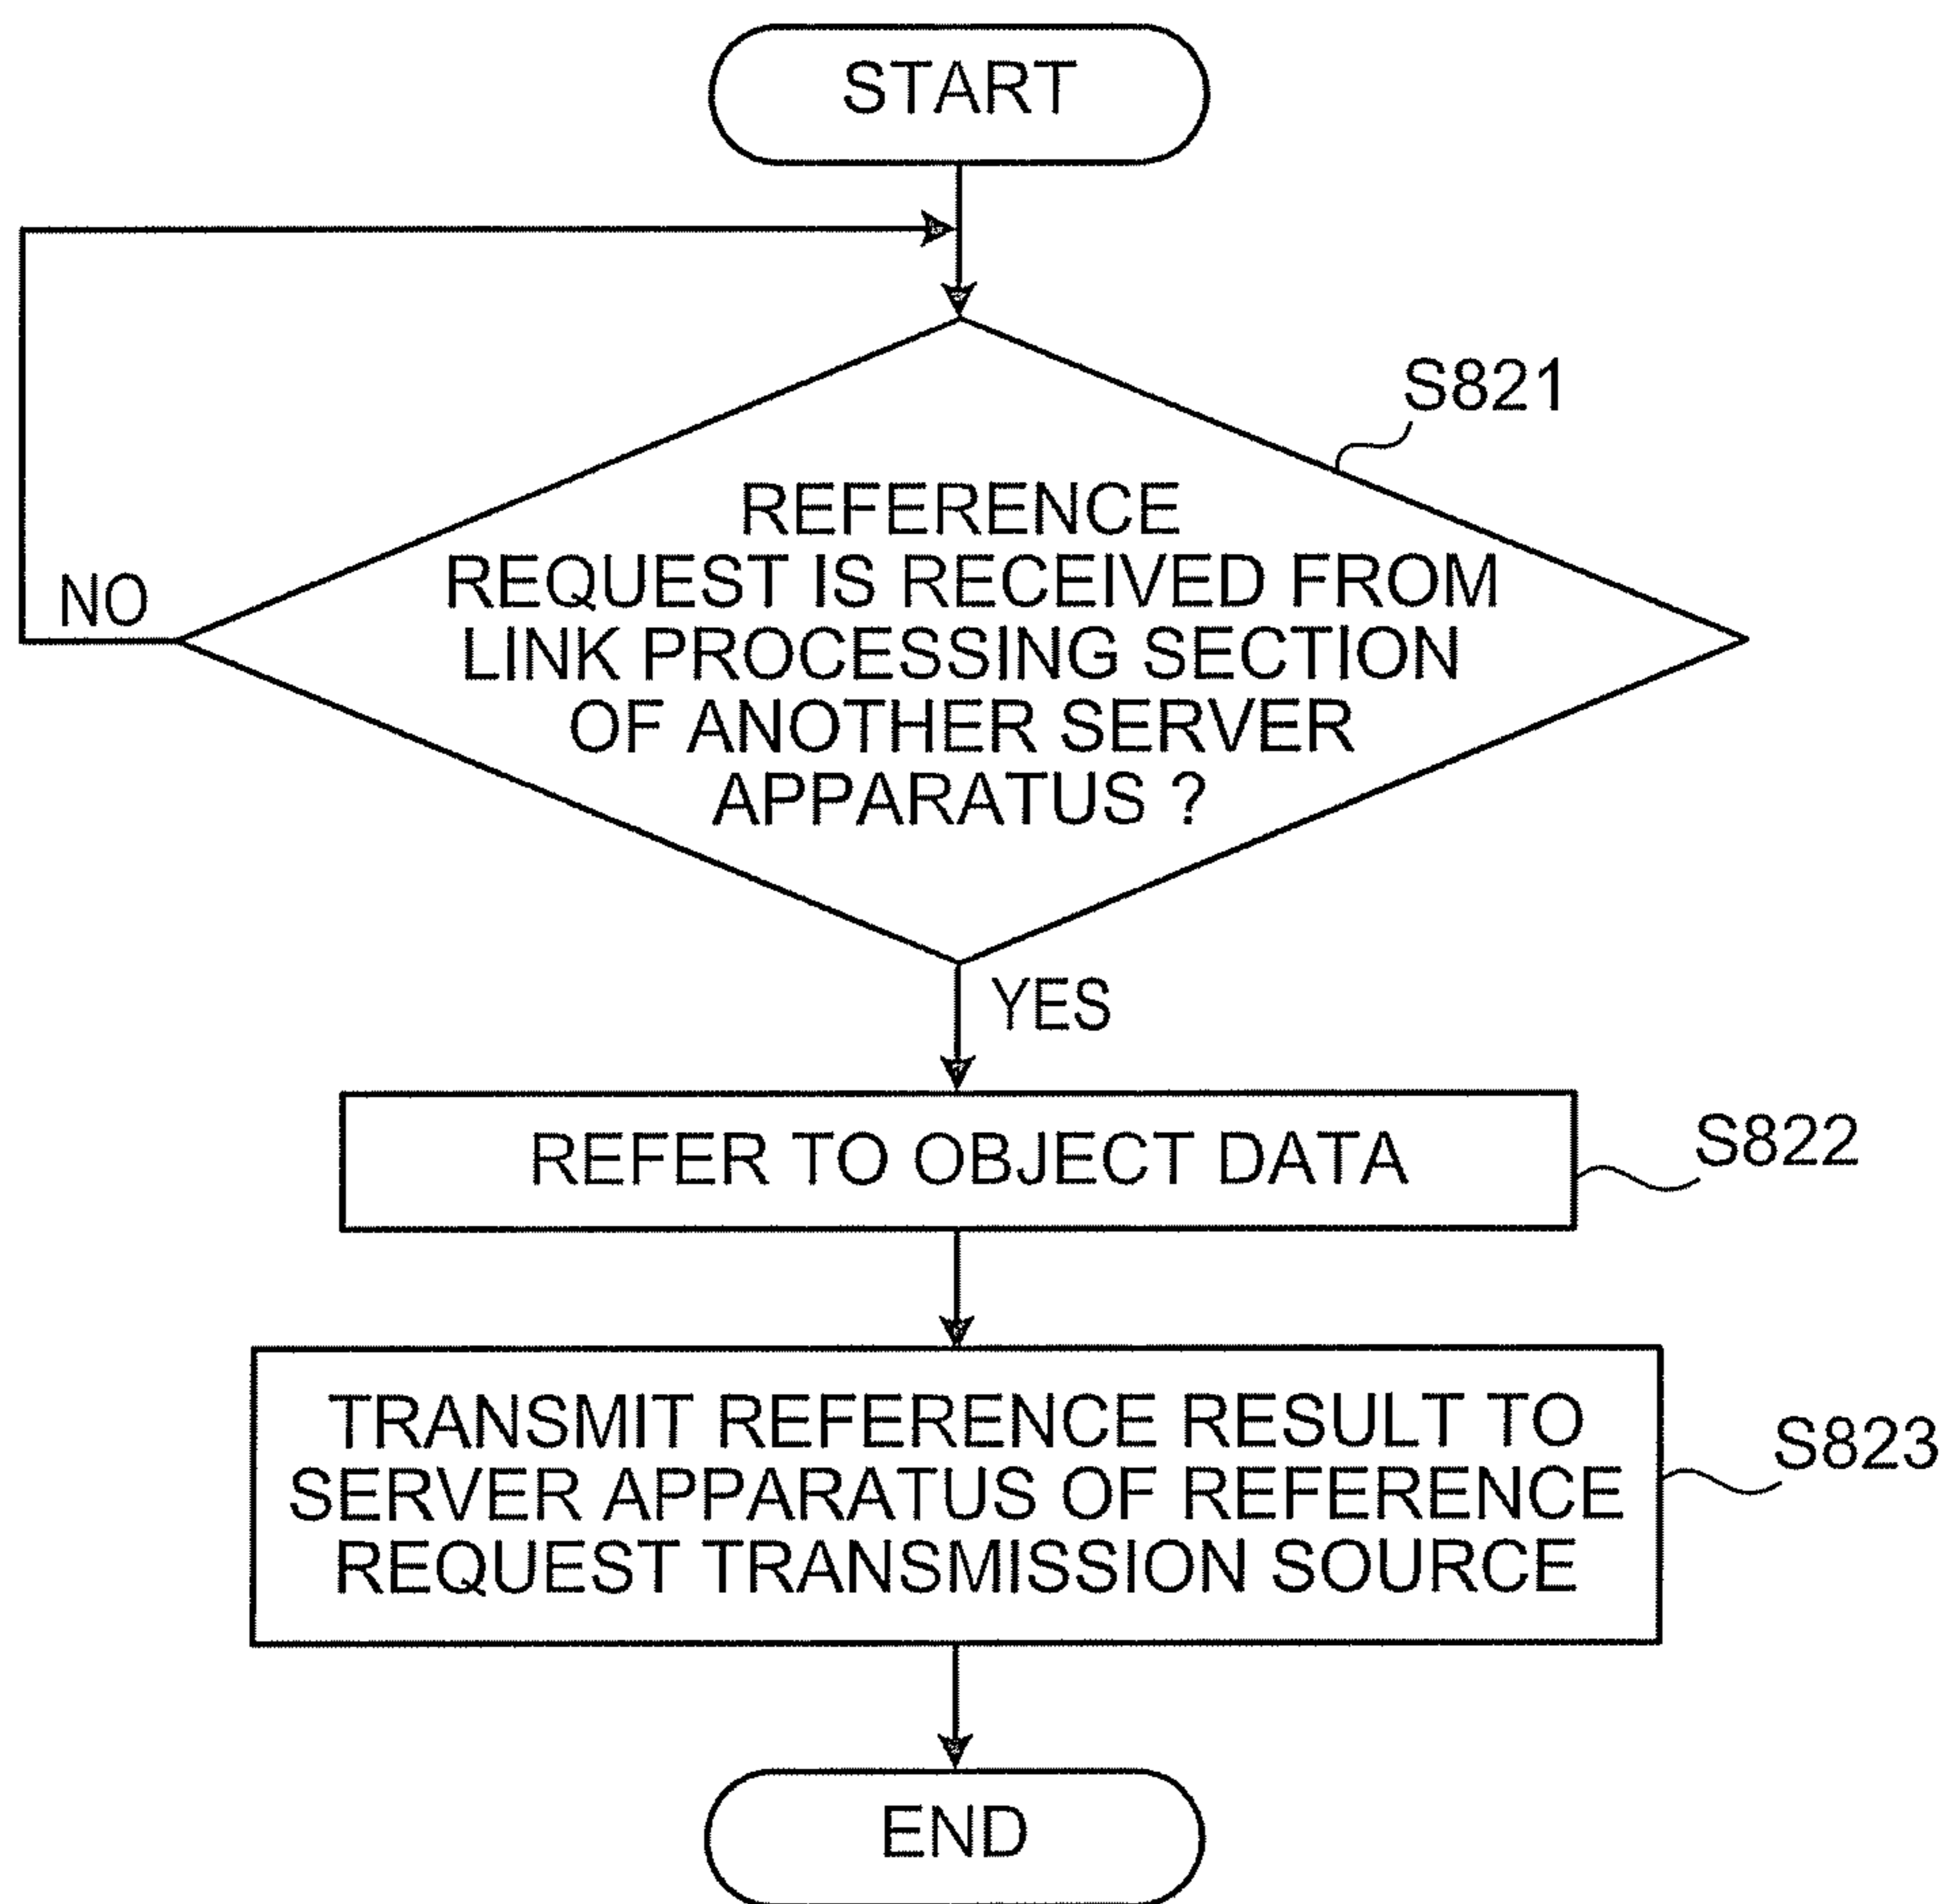 START
S821
REFERENCE
REQUEST IS RECEIVED FROM
LINK PROCESSING SECTION
OF ANOTHER SERVER
APPARATUS ?
NO
YES
REFER TO OBJECT DATA
S822
TRANSMIT REFERENCE RESULT TO
SERVER APPARATUS OF REFERENCE
REQUEST TRANSMISSION SOURCE
S823
END